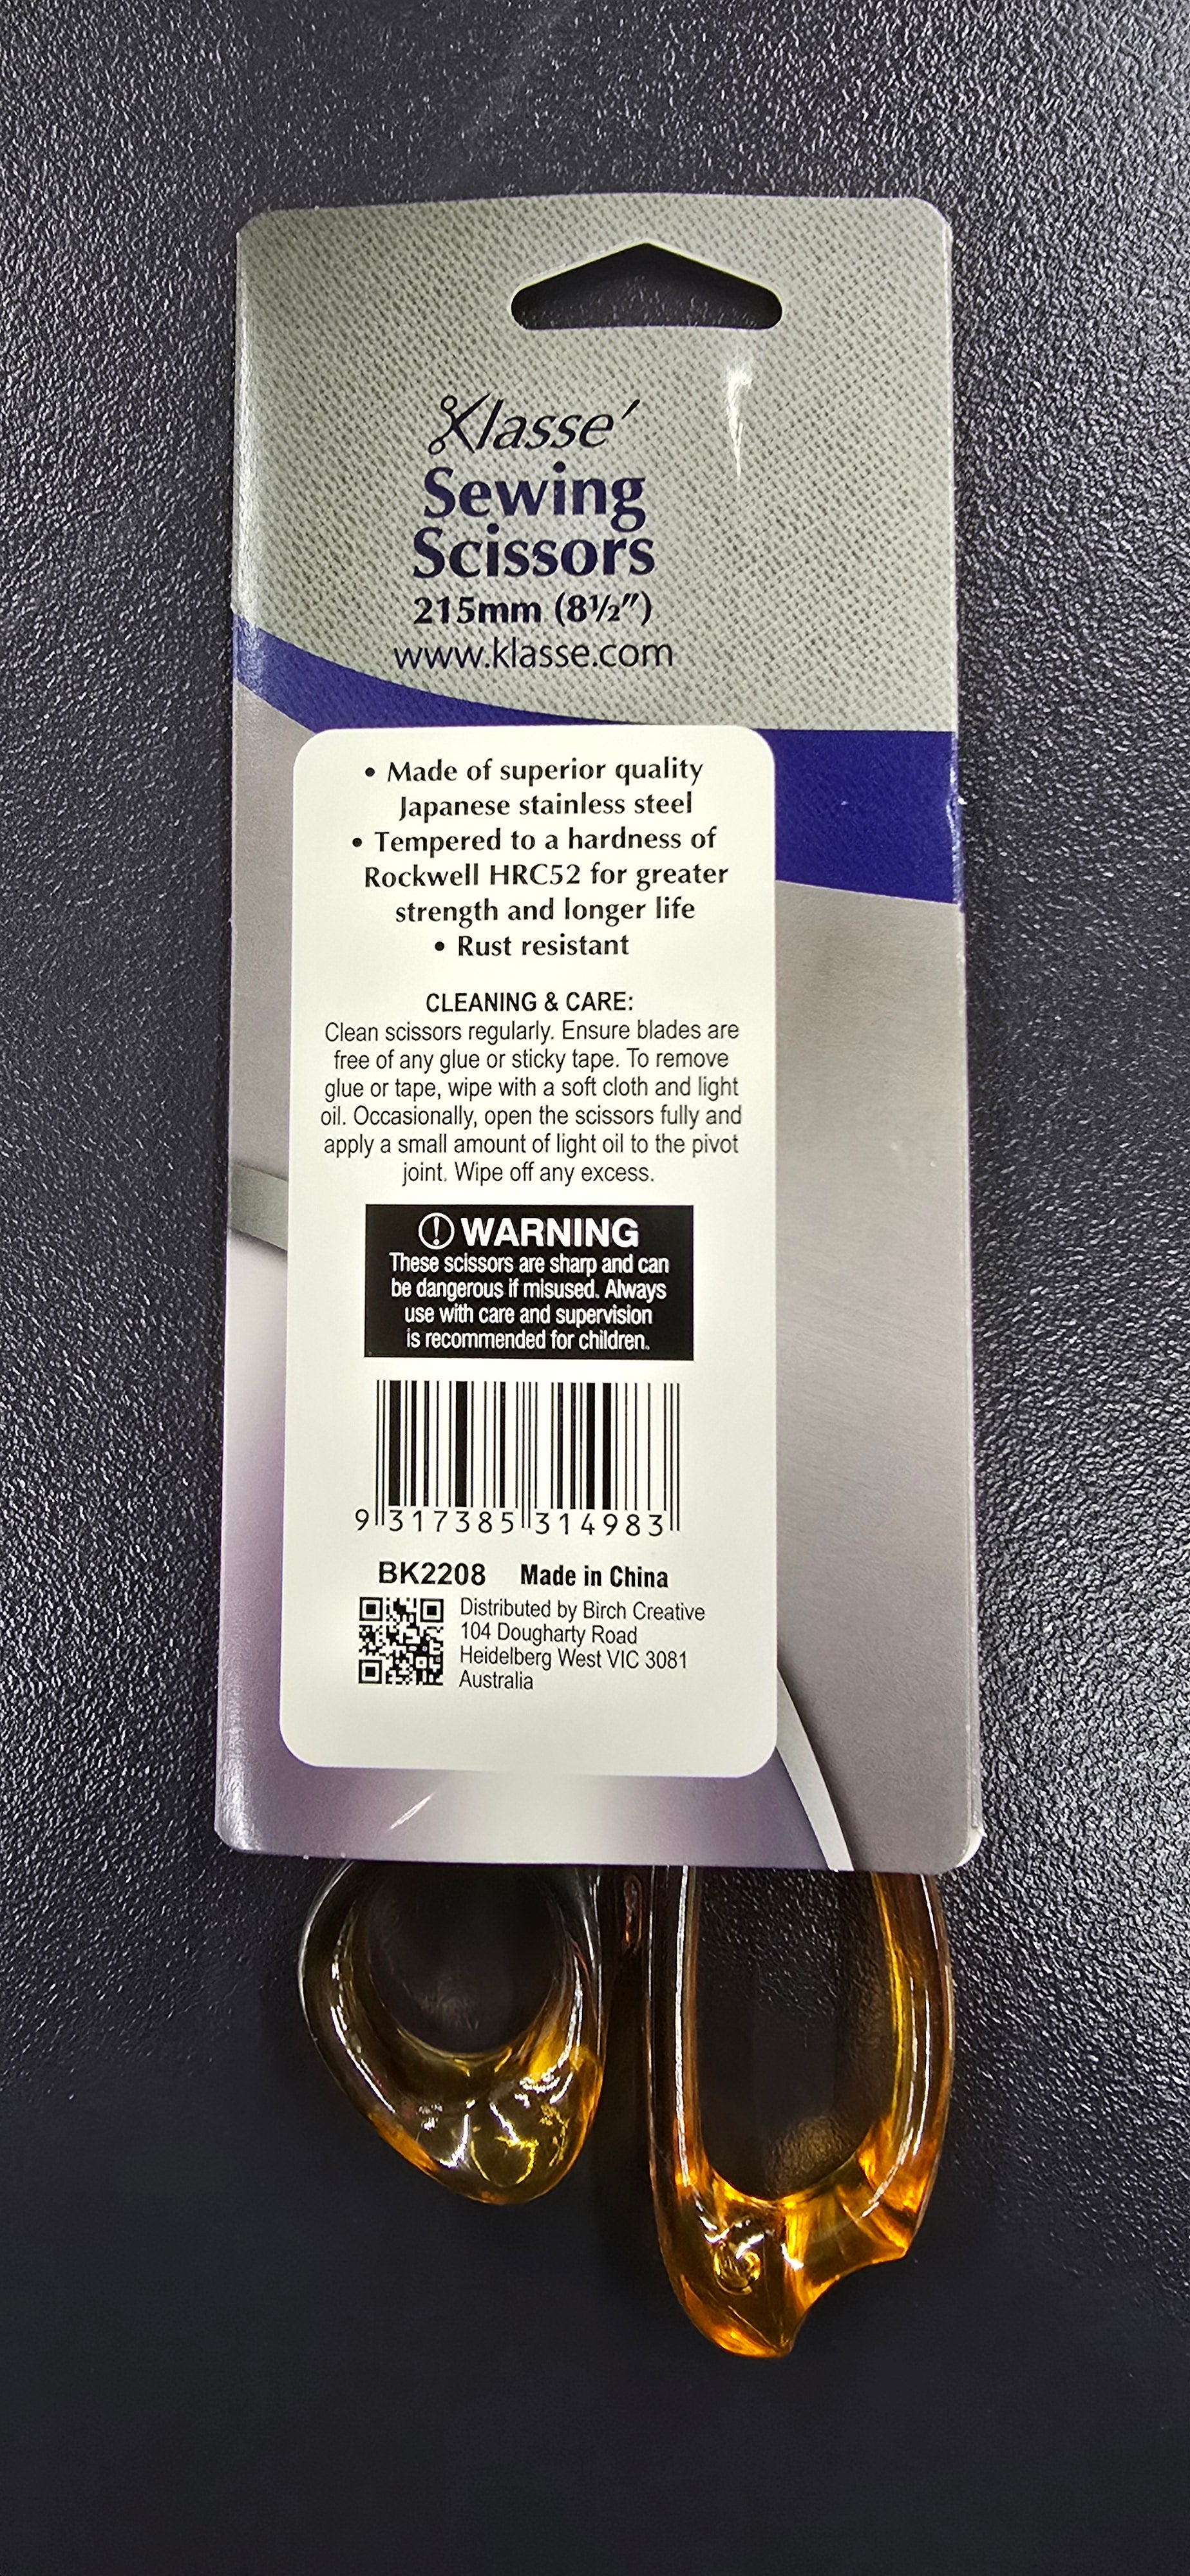 Klasse´
Sewing
Scissors
215mm (8½")
www.klasse.com
• Made of superior quality
Japanese stainless steel
• Tempered to a hardness of
Rockwell HRC52 for greater
strength and longer life
• Rust resistant
CLEANING & CARE:
Clean scissors regularly. Ensure blades are
free of any glue or sticky tape. To remove
glue or tape, wipe with a soft cloth and light
oil. Occasionally, open the scissors fully and
apply a small amount of light oil to the pivot
joint. Wipe off any excess.
WARNING
These scissors are sharp and can
be dangerous if misused. Always
use with care and supervision
is recommended for children.
9 317385 314983
BK2208 Made in China
Distributed by Birch Creative
104 Dougharty Road
Heidelberg West VIC 3081
Australia